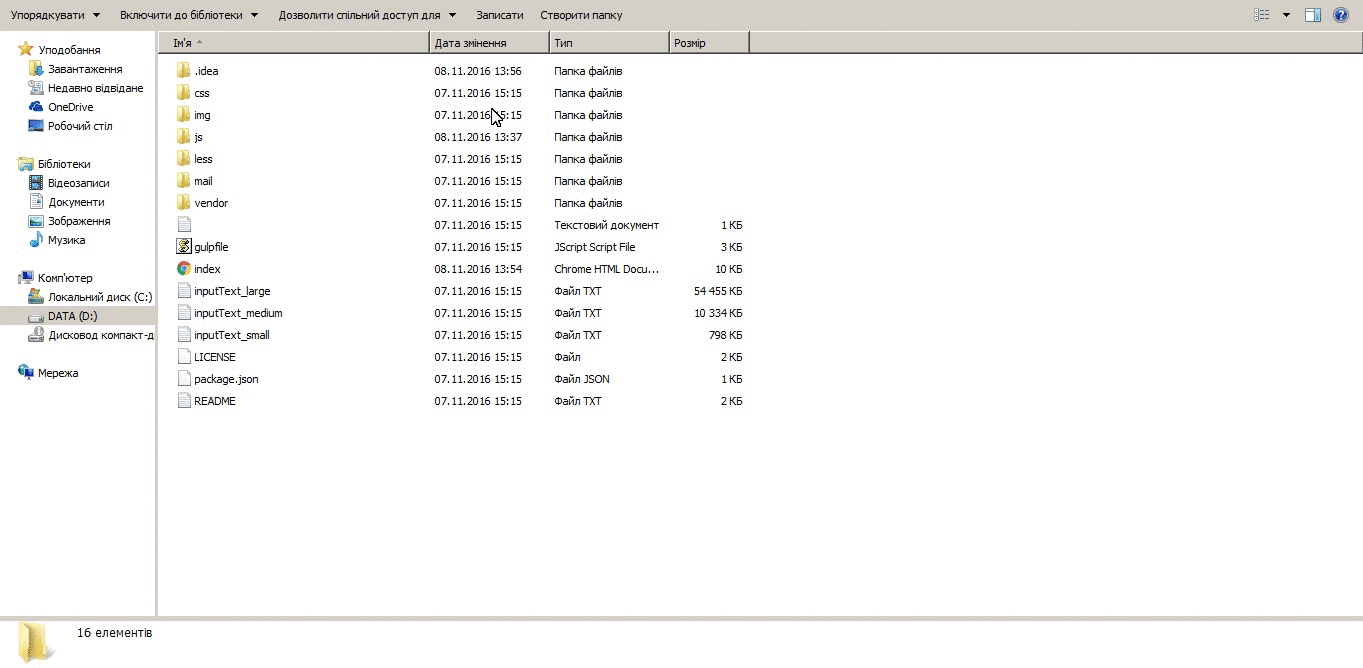 Упорядкувати Включити до бібліотеки Дозволити спільний доступ для Записати Створити папку
Уподобання
Завантаження
Недавно відвідане
OneDrive
Робочий стіл
Бібліотеки
Відеозаписи
Документи
Зображення
Музика
Комп'ютер
Локальний диск (C:)
DATA (D:)
Дисковод компакт-д
Мережа
Ім'я Дата змінення Тип Розмір
.idea 08.11.2016 13:56 Папка файлів
css 07.11.2016 15:15 Папка файлів
img 07.11.2016 15:15 Папка файлів
js 08.11.2016 13:37 Папка файлів
less 07.11.2016 15:15 Папка файлів
mail 07.11.2016 15:15 Папка файлів
vendor 07.11.2016 15:15 Папка файлів
07.11.2016 15:15 Текстовий документ 1 КБ
gulpfile 07.11.2016 15:15 JScript Script File 3 КБ
index 08.11.2016 13:54 Chrome HTML Docu... 10 КБ
inputText_large 07.11.2016 15:15 Файл TXT 54 455 КБ
inputText_medium 07.11.2016 15:15 Файл TXT 10 334 КБ
inputText_small 07.11.2016 15:15 Файл TXT 798 КБ
LICENSE 07.11.2016 15:15 Файл 2 КБ
package.json 07.11.2016 15:15 Файл JSON 1 КБ
README 07.11.2016 15:15 Файл TXT 2 КБ
16 елементів